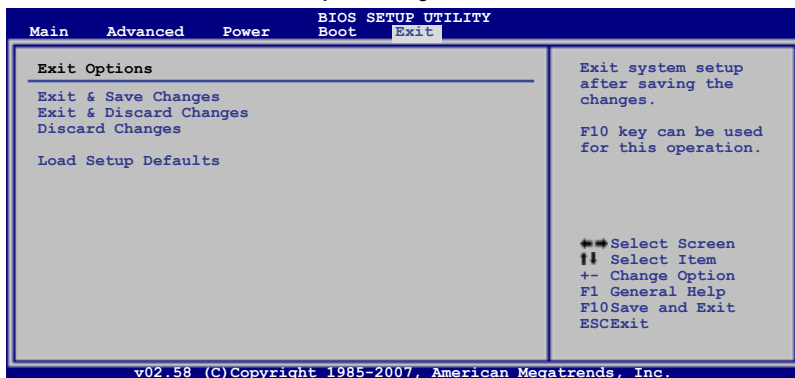 BIOS SETUP UTILITY
Main Advanced Power Boot Exit
Exit Options
Exit & Save Changes
Exit & Discard Changes
Discard Changes
Load Setup Defaults
Exit system setup
after saving the
changes.
F10 key can be used
for this operation.
Select Screen
Select Item
+- Change Option
F1 General Help
F10Save and Exit
ESCExit
v02.58 (C)Copyright 1985-2007, American Megatrends, Inc.